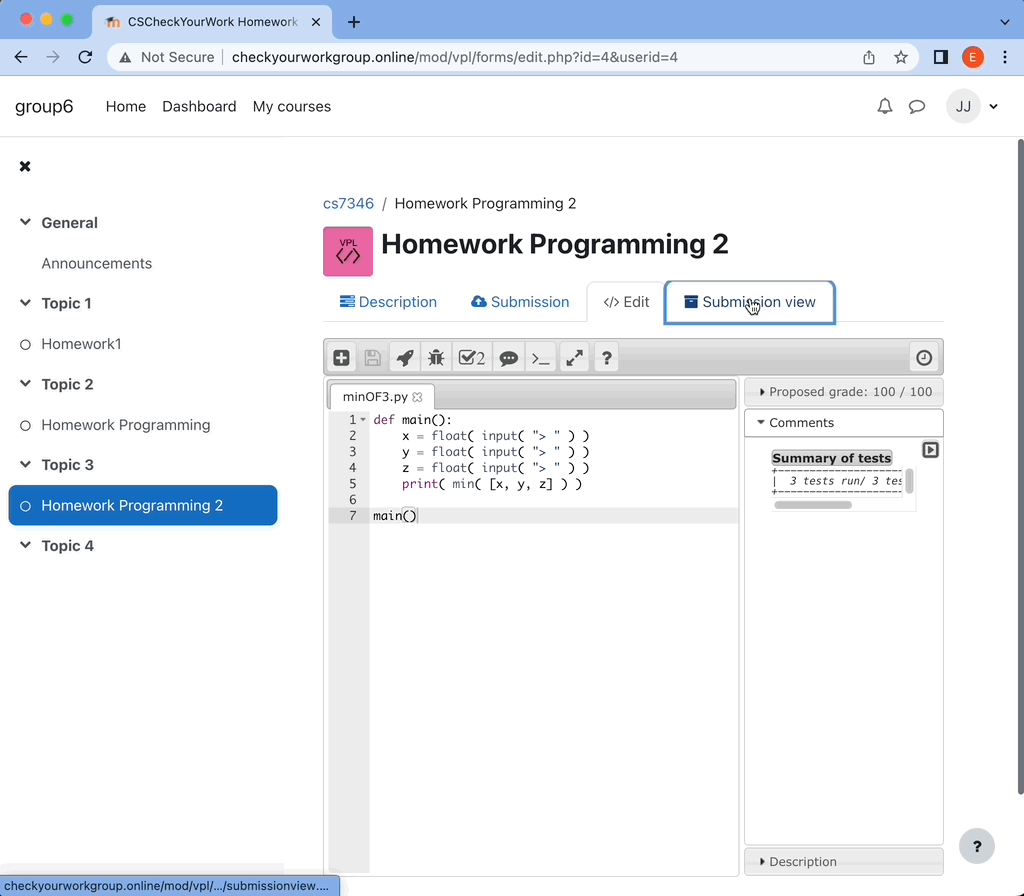 CSCheckYourWork Homework
Not Secure
checkyourworkgroup.online/mod/vpl/forms/edit.php?id=4&userid=4
E
group6
Home
Dashboard
My courses
JJ
General
Announcements
Topic 1
Homework1
Topic 2
Homework Programming
Topic 3
Homework Programming 2
Topic 4
cs7346 / Homework Programming 2
VPL
</>
Homework Programming 2
Description
Submission
</> Edit
Submission view
2
>_
?
minOF3.py
1 def main():
2 x = float( input( "> " ) )
3 y = float( input( "> " ) )
4 z = float( input( "> " ) )
5 print( min( [x, y, z] ) )
6
7 main()
Proposed grade: 100 / 100
Comments
Summary of tests
+------------------
| 3 tests run/ 3 tes
+------------------
Description
?
checkyourworkgroup.online/mod/vpl/.../submissionview....